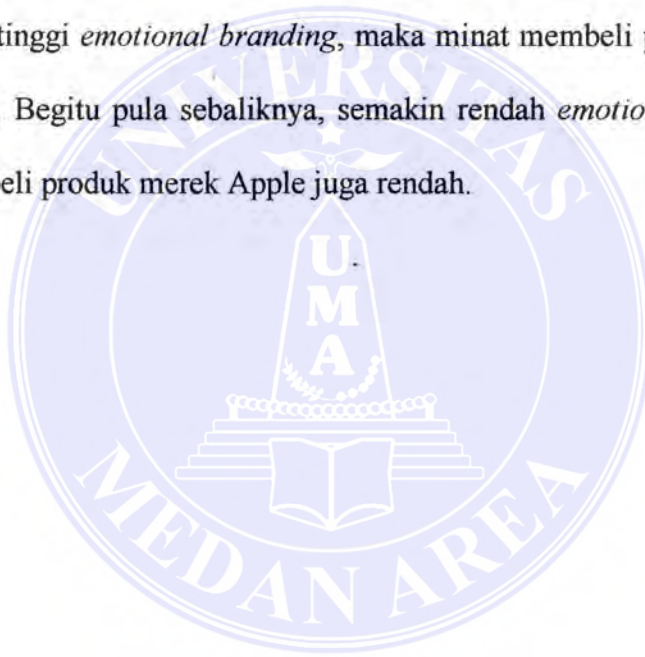 tinggi emotional branding, maka minat membeli p
Begitu pula sebaliknya, semakin rendah emotio
eli produk merek Apple juga rendah.
UNIVERSITAS
U
M
A
MEDAN AREA